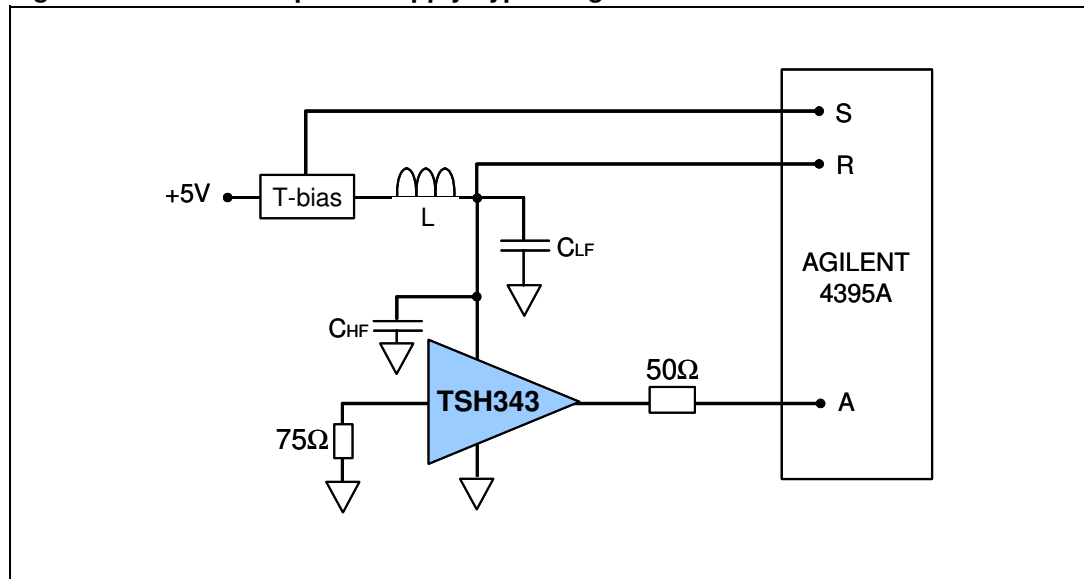 S
R
+5V
T-bias
L
CLF
AGILENT
4395A
CHF
50Ω
TSH343
A
75Ω